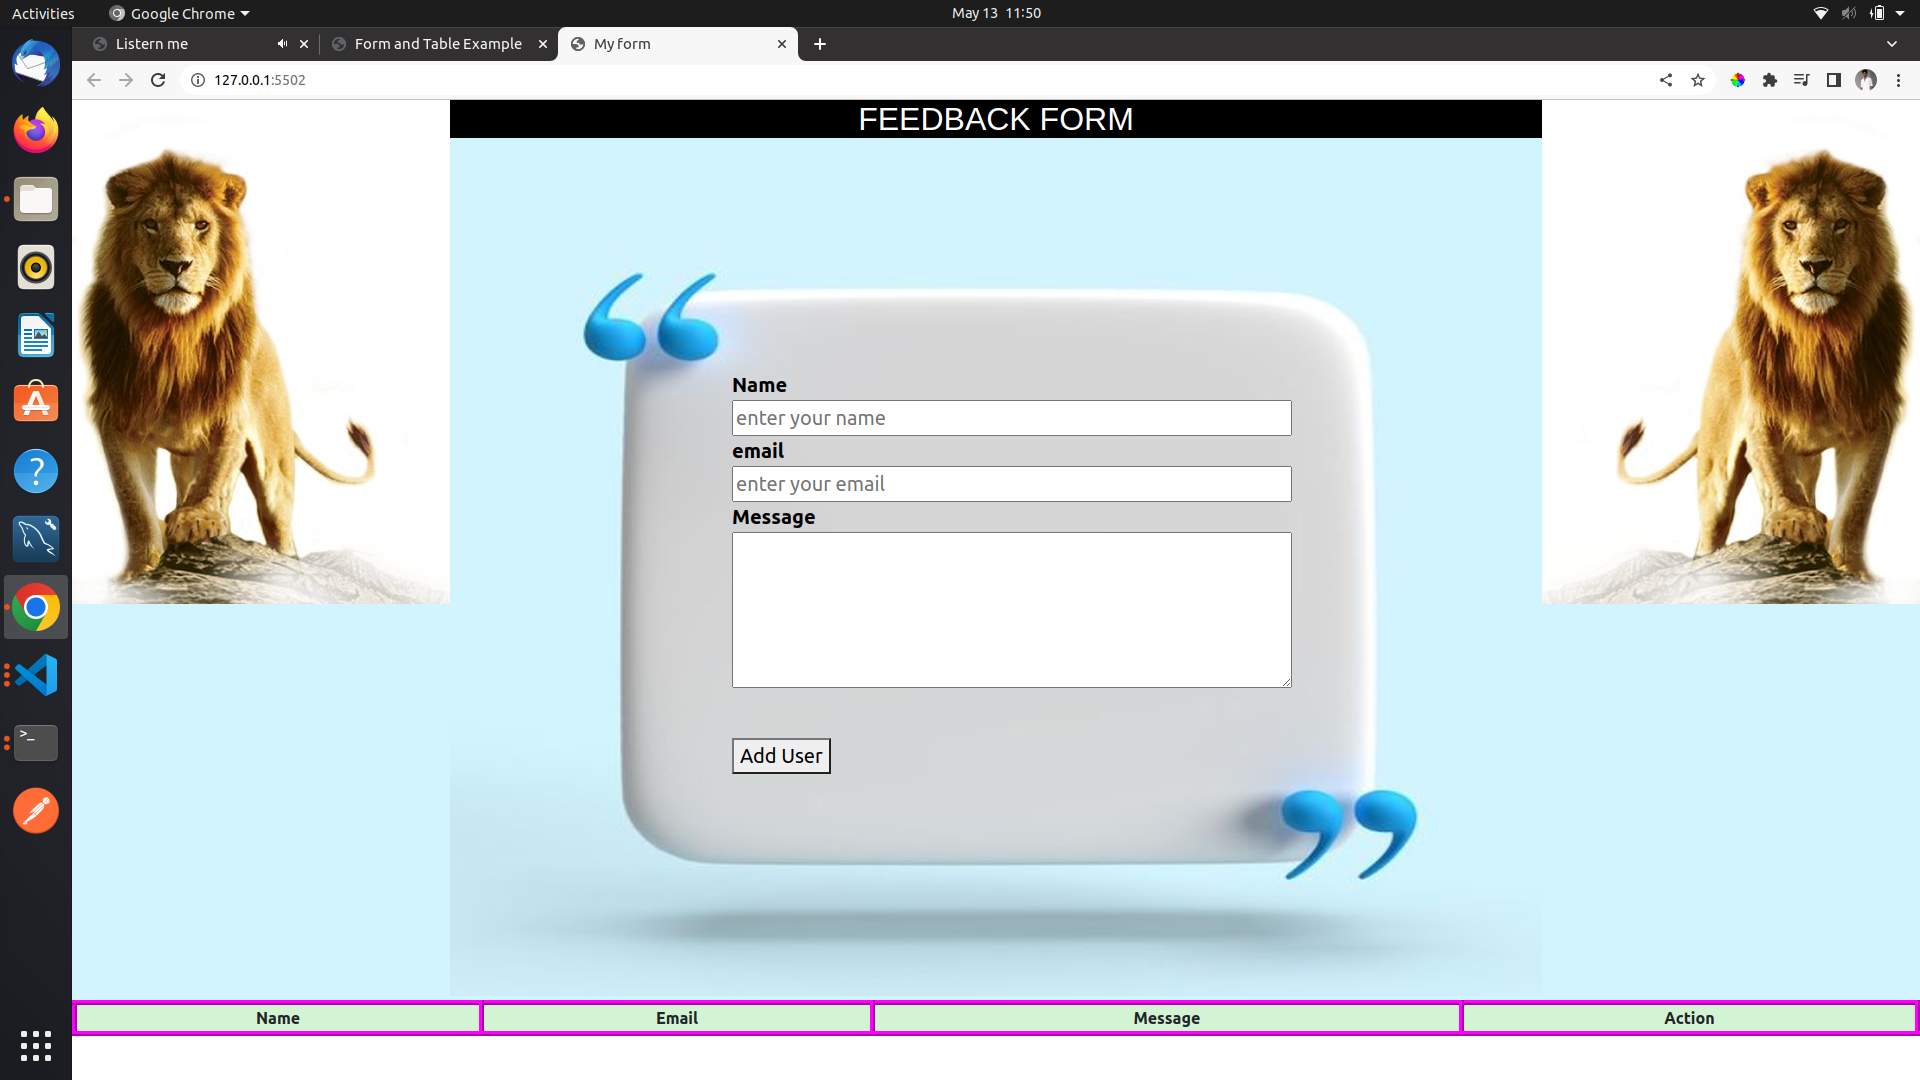 Activities
Google Chrome
May 13 11:50
Listern me
Form and Table Example
My form
127.0.0.1:5502
FEEDBACK FORM
Name
enter your name
email
enter your email
Message
Add User
Name Email Message Action